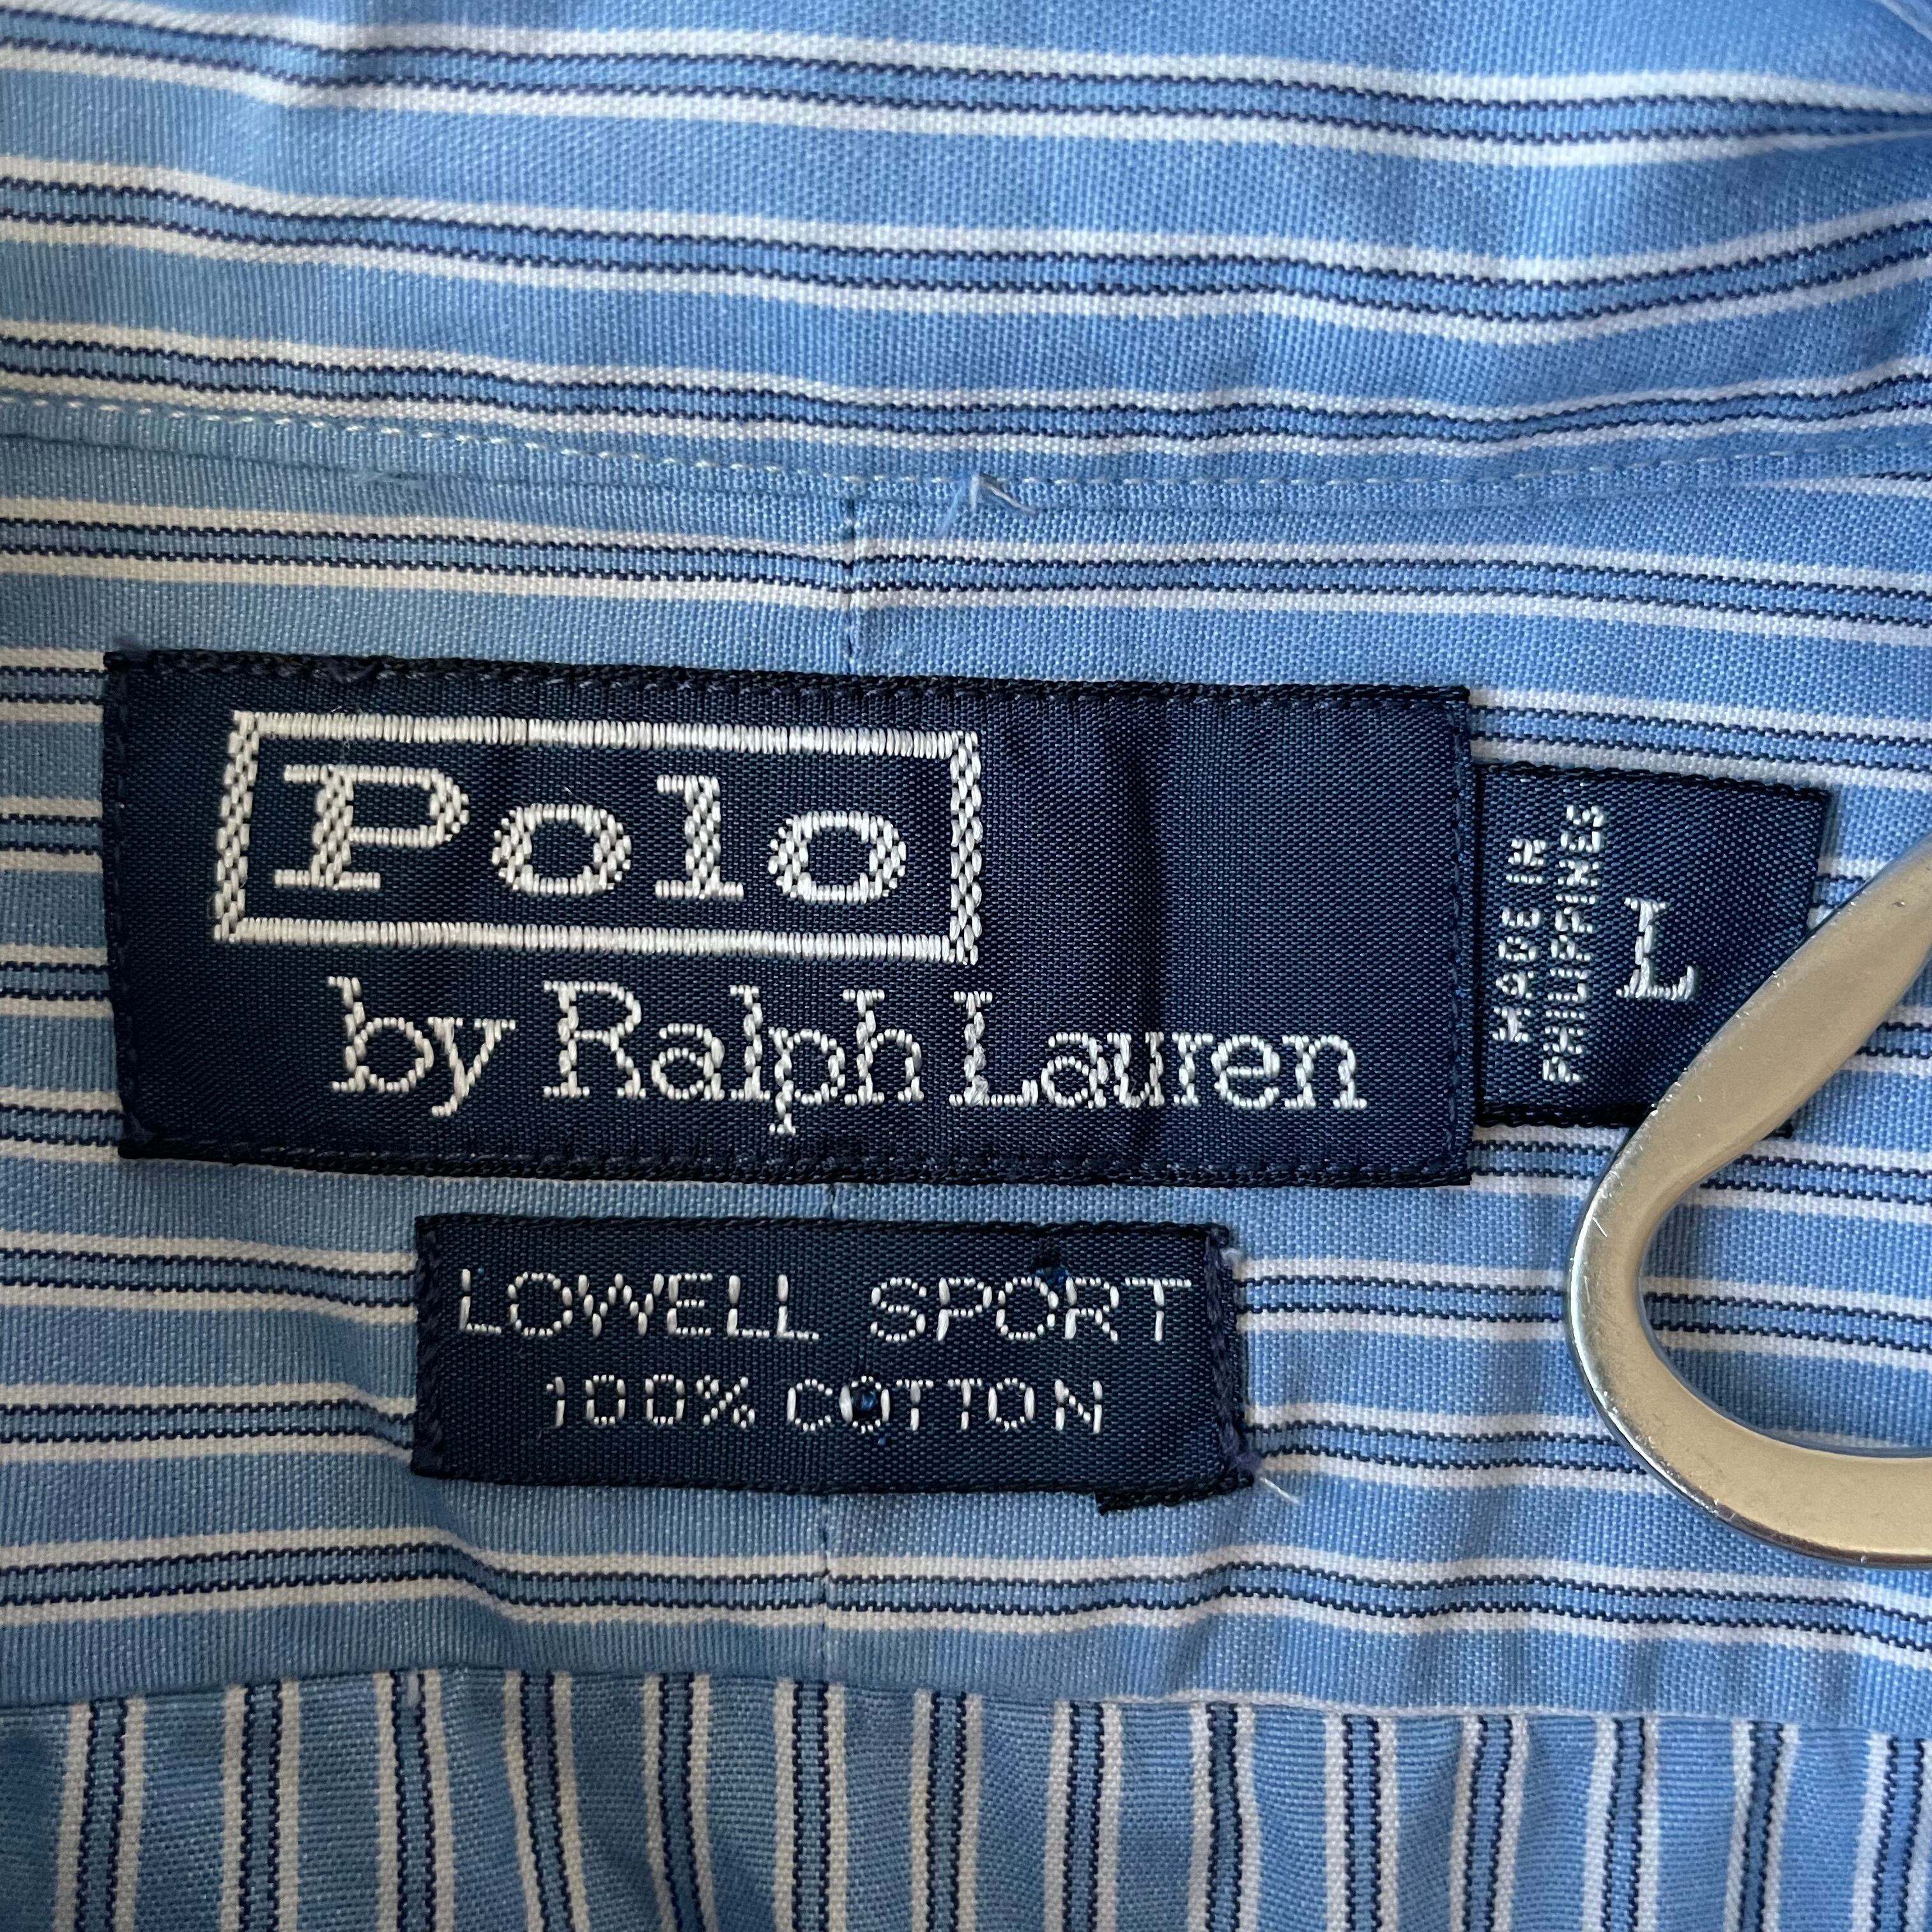 Polo
by Ralph Lauren
MADE IN
PHILIPPINES
L
LOWELL SPORT
100% COTTON